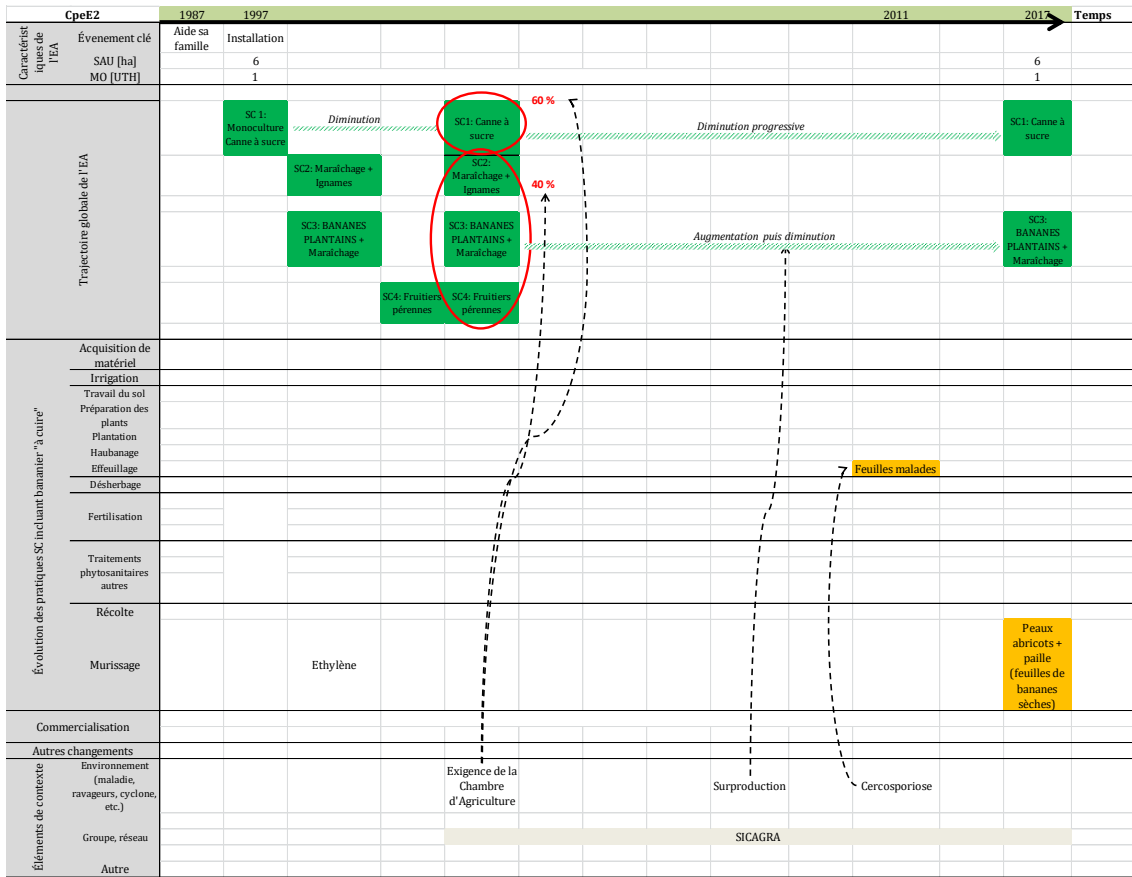 CpeE2 1987 1997 2011 2017 Temps
Caractérist
iques de
l'EA
Évenement clé
Aide sa
famille
Installation
SAU [ha] 6 6
MO [UTH] 1 1
Trajectoire globale de l'EA
SC 1:
Monoculture
Canne à sucre
Diminution
SC1: Canne à
sucre
60 %
Diminution progressive
SC1: Canne à
sucre
SC2: Maraîchage +
Ignames
SC2:
Maraîchage +
Ignames
40 %
SC3: BANANES
PLANTAINS +
Maraîchage
SC3: BANANES
PLANTAINS +
Maraîchage
Augmentation puis diminution
SC3:
BANANES
PLANTAINS +
Maraîchage
SC4: Fruitiers
pérennes
SC4: Fruitiers
pérennes
Évolution des pratiques SC incluant bananier "à cuire"
Acquisition de
matériel
Irrigation
Travail du sol
Préparation des
plants
Plantation
Haubanage
Effeuillage
Feuilles malades
Désherbage
Fertilisation
Traitements
phytosanitaires
autres
Récolte
Murissage
Ethylène
Peaux
abricots +
paille
(feuilles de
bananes
sèches)
Commercialisation
Autres changements
Éléments de contexte
Environnement
(maladie,
ravageurs, cyclone,
etc.)
Exigence de la
Chambre
d'Agriculture
Surproduction
Cercosporiose
Groupe, réseau
SICAGRA
Autre